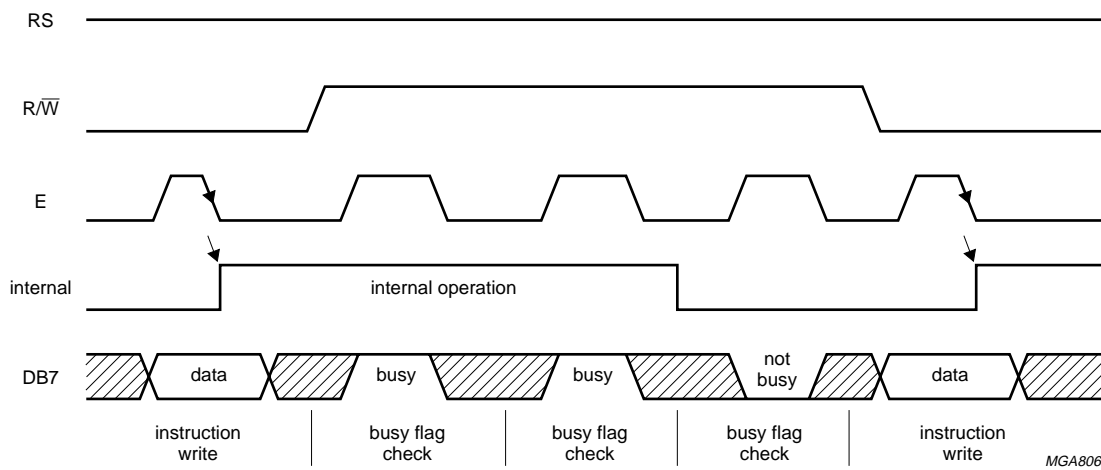 RS
R/W̅
E
internal
internal operation
DB7
data
busy
busy
not
busy
data
instruction
write
busy flag
check
busy flag
check
busy flag
check
instruction
write
MGA806